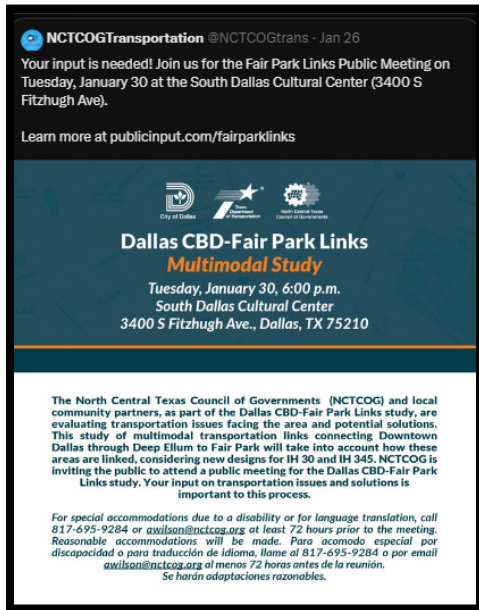 NCTCOGTransportation @NCTCOGtrans · Jan 26
Your input is needed! Join us for the Fair Park Links Public Meeting on
Tuesday, January 30 at the South Dallas Cultural Center (3400 S
Fitzhugh Ave).
Learn more at publicinput.com/fairparklinks
City of Dallas
Texas
Department
of Transportation
North Central Texas
Council of Governments
Dallas CBD-Fair Park Links
Multimodal Study
Tuesday, January 30, 6:00 p.m.
South Dallas Cultural Center
3400 S Fitzhugh Ave., Dallas, TX 75210
The North Central Texas Council of Governments (NCTCOG) and local
community partners, as part of the Dallas CBD-Fair Park Links study, are
evaluating transportation issues facing the area and potential solutions.
This study of multimodal transportation links connecting Downtown
Dallas through Deep Ellum to Fair Park will take into account how these
areas are linked, considering new designs for IH 30 and IH 345. NCTCOG is
inviting the public to attend a public meeting for the Dallas CBD-Fair Park
Links study. Your input on transportation issues and solutions is
important to this process.
For special accommodations due to a disability or for language translation, call
817-695-9284 or awilson@nctcog.org at least 72 hours prior to the meeting.
Reasonable accommodations will be made. Para acomodo especial por
discapacidad o para traducción de idioma, llame al 817-695-9284 o por email
awilson@nctcog.org al menos 72 horas antes de la reunión.
Se harán adaptaciones razonables.